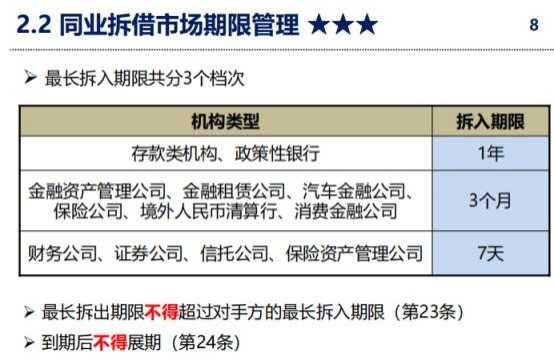 2.2 同业拆借市场期限管理 ★★★
8
➢ 最长拆入期限共分3个档次
机构类型 拆入期限
存款类机构、政策性银行 1年
金融资产管理公司、金融租赁公司、汽车金融公司、
保险公司、境外人民币清算行、消费金融公司 3个月
财务公司、证券公司、信托公司、保险资产管理公司 7天
➢ 最长拆出期限不得超过对手方的最长拆入期限（第23条）
➢ 到期后不得展期（第24条）